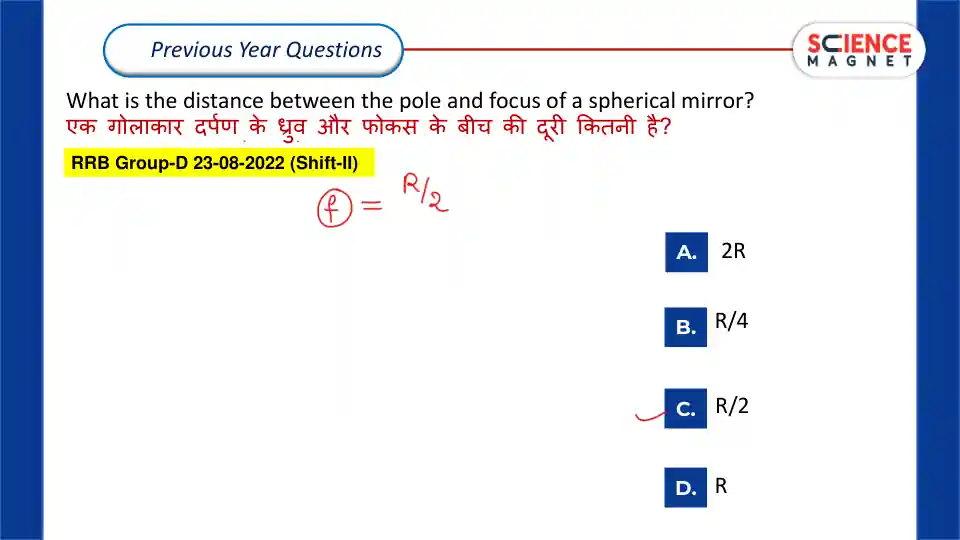 Previous Year Questions
SCIENCE
MAGNET
What is the distance between the pole and focus of a spherical mirror?
एक गोलाकार दर्पण के ध्रुव और फोकस के बीच की दूरी कितनी है?
RRB Group-D 23-08-2022 (Shift-II)
f = R/2
A. 2R
B. R/4
C. R/2
D. R